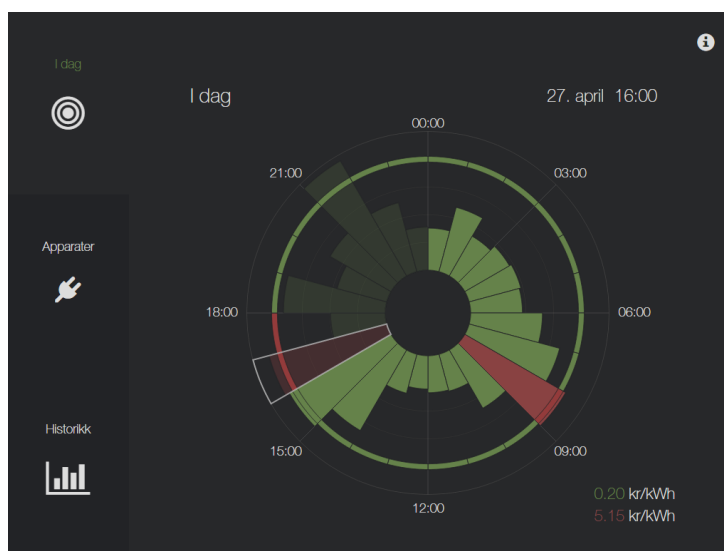 I dag
Apparater
Historikk
I dag
27. april 16:00
00:00
03:00
06:00
09:00
12:00
15:00
18:00
21:00
0.20 kr/kWh
5.15 kr/kWh